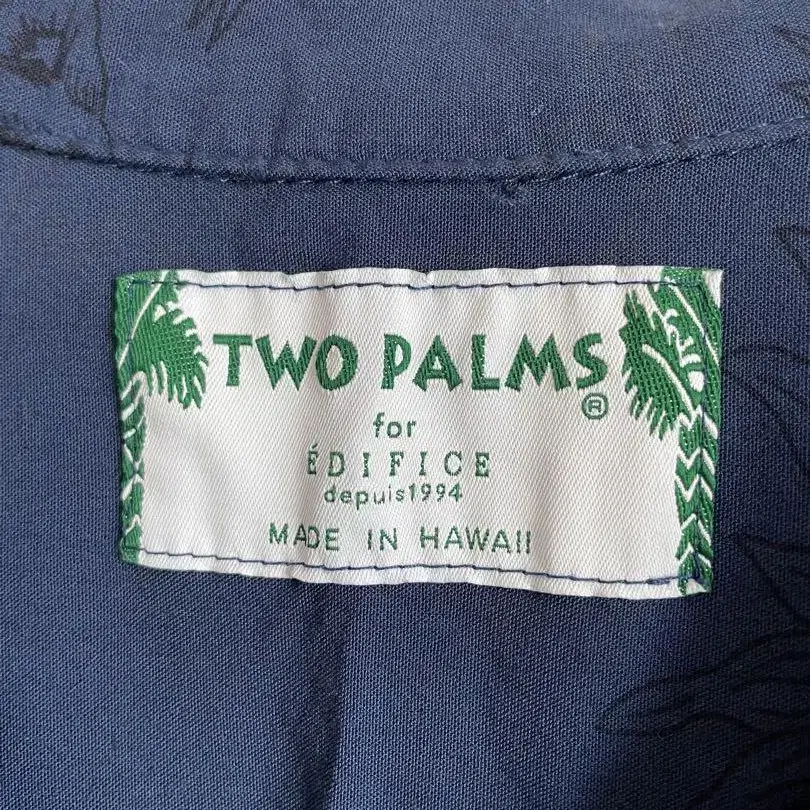 TWO PALMS®
for
ÉDIFICE
depuis1994
MADE IN HAWAII